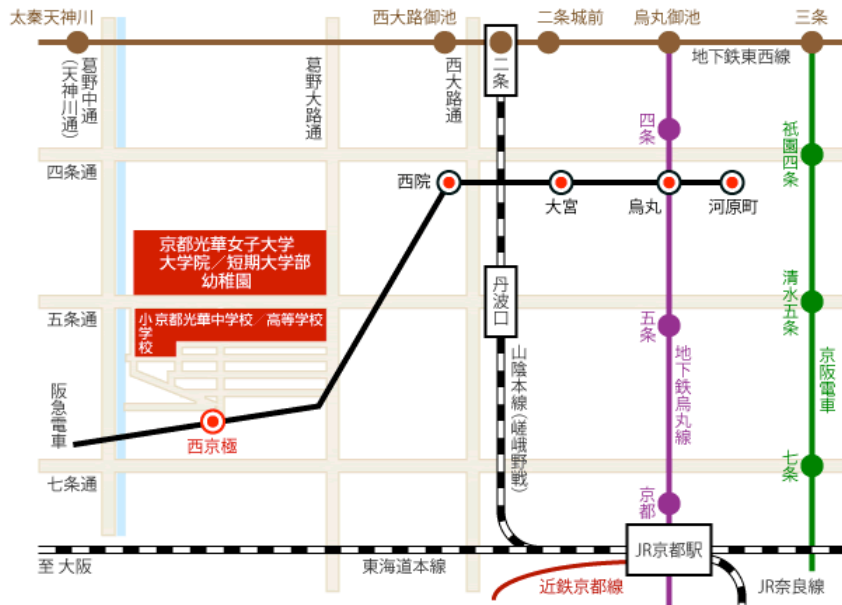 太秦天神川
西大路御池
二条城前
烏丸御池
三条
地下鉄東西線
二条
葛野中通
(天神川通)
葛野大路通
西大路通
四条
祇園四条
四条通
西院
大宮
烏丸
河原町
京都光華女子大学
大学院/短期大学部
幼稚園
丹波口
清水五条
五条通
小学校
京都光華中学校/高等学校
五条
地下鉄烏丸線
京阪電車
山陰本線(嵯峨野戦)
阪急電車
西京極
七条
七条通
京都
JR京都駅
至 大阪
東海道本線
近鉄京都線
JR奈良線